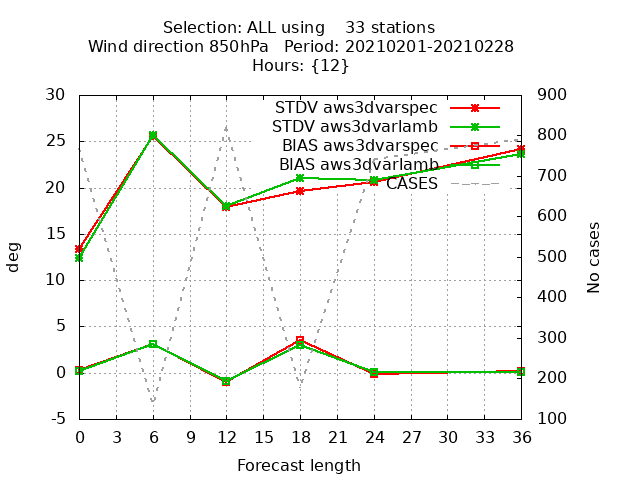 Selection: ALL using    33 stations
Wind direction 850hPa   Period: 20210201-20210228
Hours: {12}
30 900
STDV aws3dvarspec
STDV aws3dvarlamb
BIAS aws3dvarspec
BIAS aws3dvarlamb
CASES
25 800
20 700
15 600
10 500
5 400
0 300
-5 200
100
deg
No cases
0 3 6 9 12 15 18 21 24 27 30 33 36
Forecast length